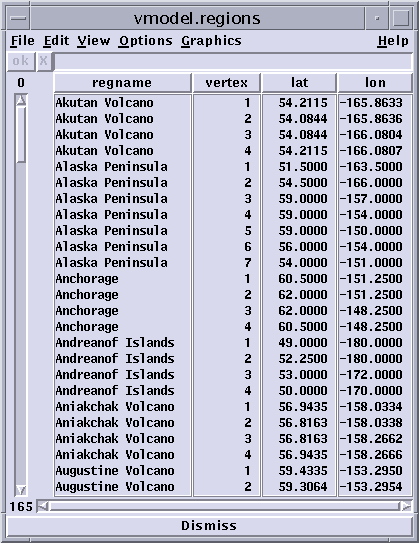 vmodel.regions
File Edit View Options Graphics Help
ok X
0 regname vertex lat lon
Akutan Volcano 1 54.2115 -165.8633
Akutan Volcano 2 54.0844 -165.8636
Akutan Volcano 3 54.0844 -166.0804
Akutan Volcano 4 54.2115 -166.0807
Alaska Peninsula 1 51.5000 -163.5000
Alaska Peninsula 2 54.5000 -166.0000
Alaska Peninsula 3 59.0000 -157.0000
Alaska Peninsula 4 59.0000 -154.0000
Alaska Peninsula 5 59.0000 -150.0000
Alaska Peninsula 6 56.0000 -154.0000
Alaska Peninsula 7 54.0000 -161.0000
Anchorage 1 60.5000 -151.2500
Anchorage 2 62.0000 -151.2500
Anchorage 3 62.0000 -148.2500
Anchorage 4 60.5000 -148.2500
Andreanof Islands 1 49.0000 -180.0000
Andreanof Islands 2 52.2500 -180.0000
Andreanof Islands 3 53.0000 -172.0000
Andreanof Islands 4 50.0000 -170.0000
Aniakchak Volcano 1 56.9435 -158.0334
Aniakchak Volcano 2 56.8163 -158.0338
Aniakchak Volcano 3 56.8163 -158.2662
Aniakchak Volcano 4 56.9435 -158.2666
Augustine Volcano 1 59.4335 -153.2950
Augustine Volcano 2 59.3064 -153.2954
165
Dismiss